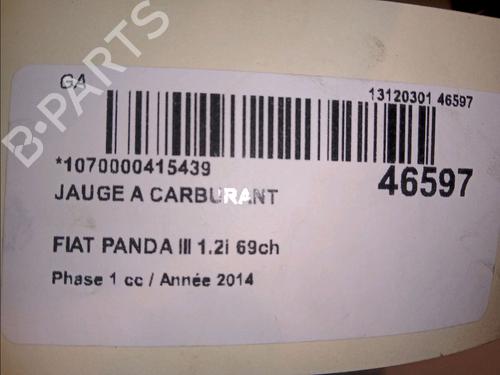 GA
13120301 46597
*1070000415439
46597
JAUGE A CARBURANT
FIAT PANDA III 1.2i 69ch
Phase 1 cc / Année 2014
B-PARTS